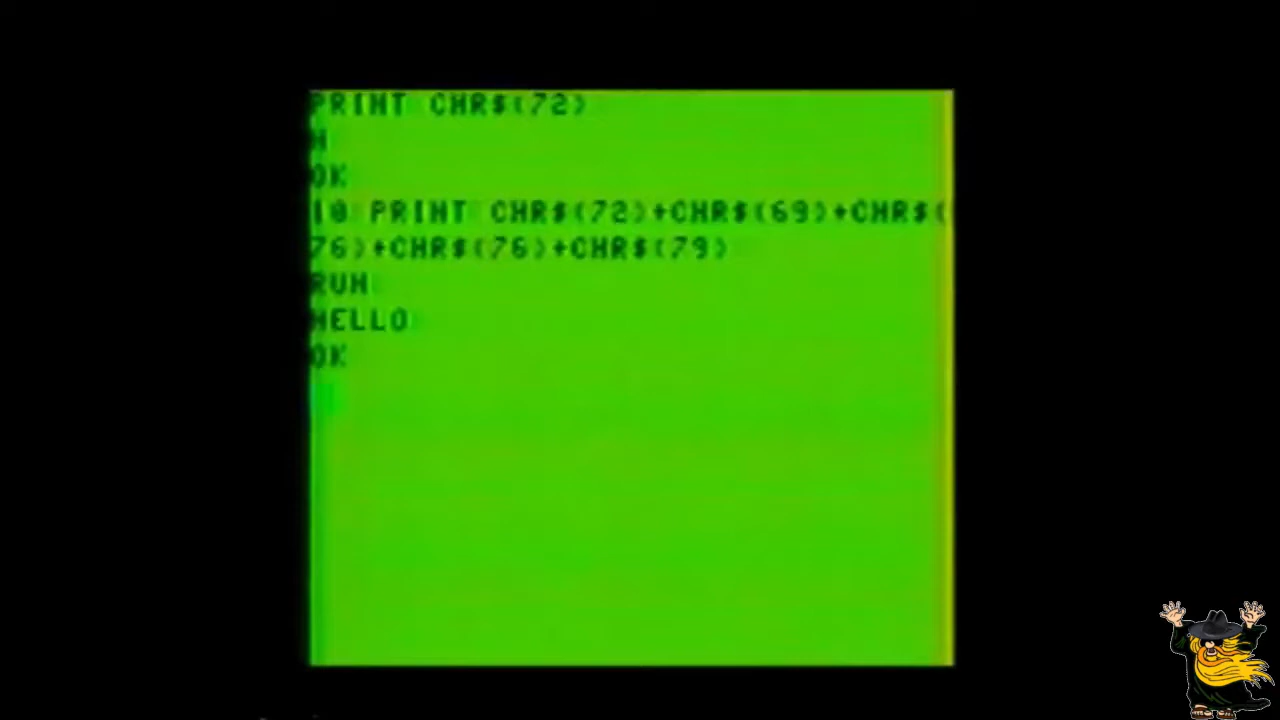 PRINT CHR$(72)
H
OK
10 PRINT CHR$(72)+CHR$(69)+CHR$(
76)+CHR$(76)+CHR$(79)
RUN
HELLO
OK